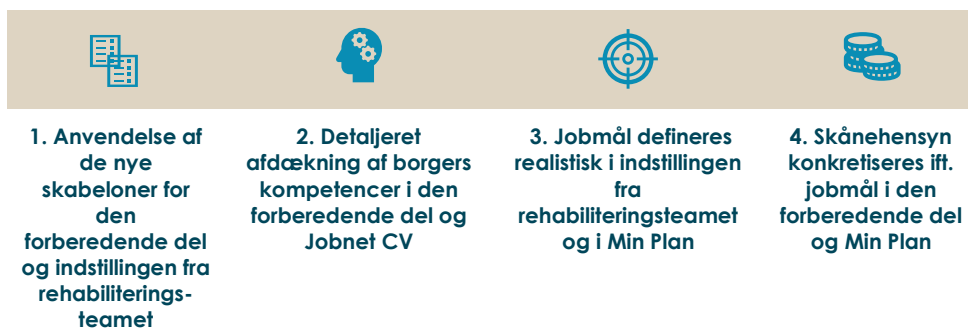 1. Anvendelse af
de nye
skabeloner for
den
forberedende del
og indstillingen fra
rehabiliterings-
teamet
2. Detaljeret
afdækning af borgers
kompetencer i den
forberedende del og
Jobnet CV
3. Jobmål defineres
realistisk i indstillingen
fra
rehabiliteringsteamet
og i Min Plan
4. Skånehensyn
konkretiseres ift.
jobmål i den
forberedende del
og Min Plan